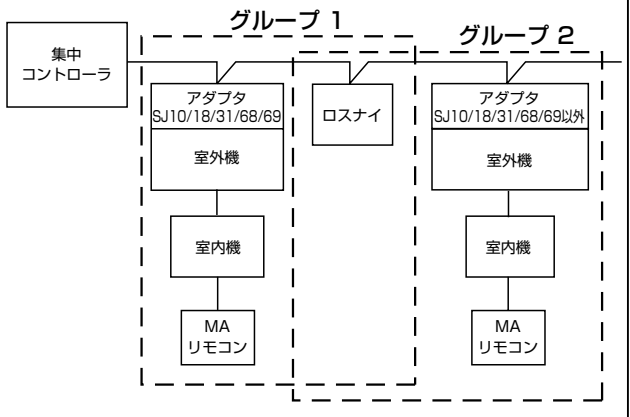 グループ 1
グループ 2
集中
コントローラ
アダプタ
SJ10/18/31/68/69
ロスナイ
アダプタ
SJ10/18/31/68/69以外
室外機
室外機
室内機
室内機
MA
リモコン
MA
リモコン